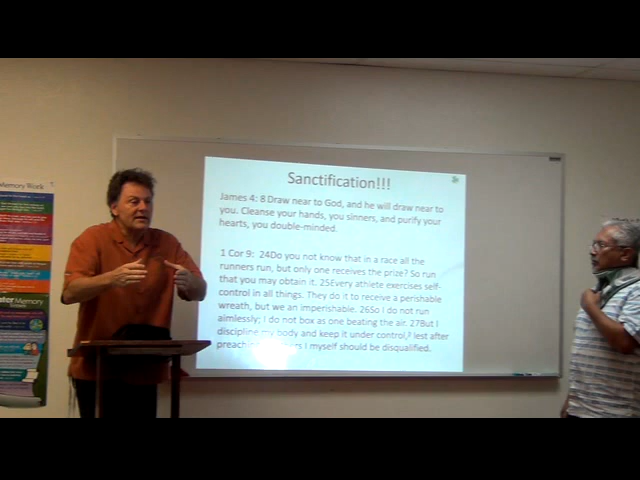 Memory Work
Sanctification!!!
James 4: 8 Draw near to God, and he will draw near to
you. Cleanse your hands, you sinners, and purify your
hearts, you double-minded.
1 Cor 9: 24Do you not know that in a race all the
runners run, but only one receives the prize? So run
that you may obtain it. 25Every athlete exercises self-
control in all things. They do it to receive a perishable
wreath, but we an imperishable. 26So I do not run
aimlessly; I do not box as one beating the air. 27But I
discipline my body and keep it under control, lest after
I myself should be disqualified.
Memory